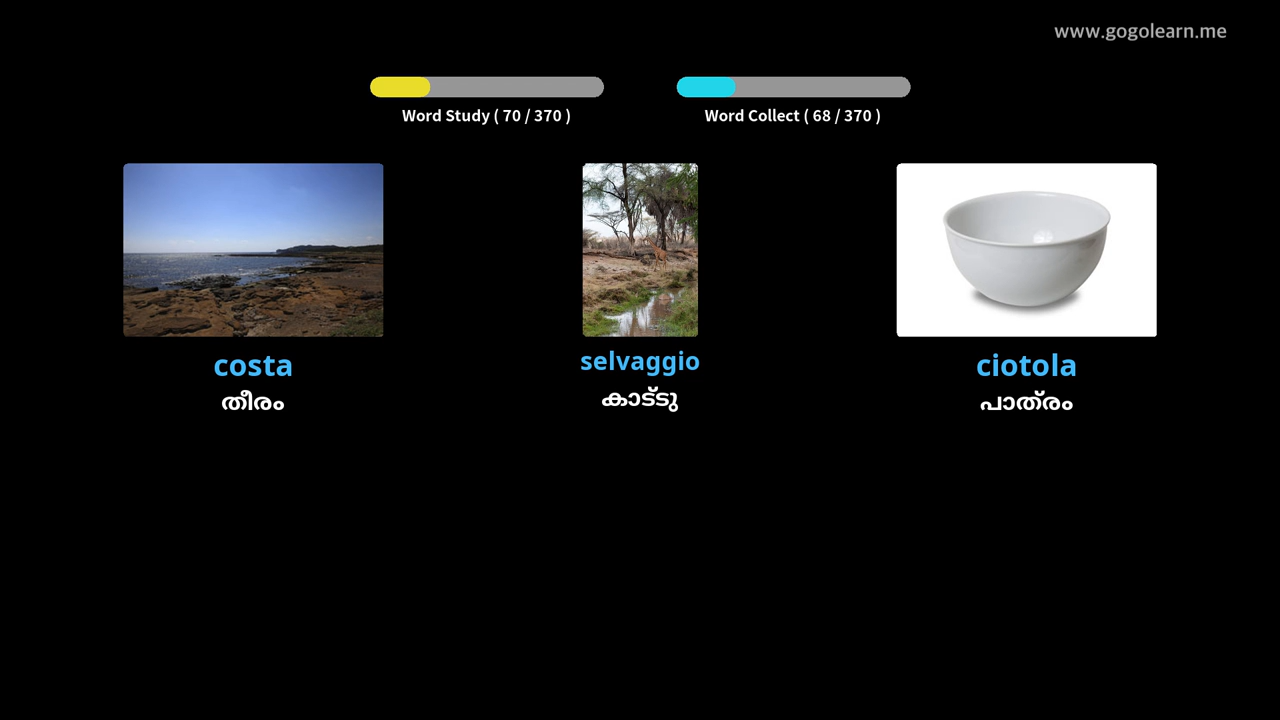 www.gogolearn.me
Word Study ( 70 / 370 )
Word Collect ( 68 / 370 )
costa
selvaggio
ciotola
തീരം
കാട്ടു
പാത്രം